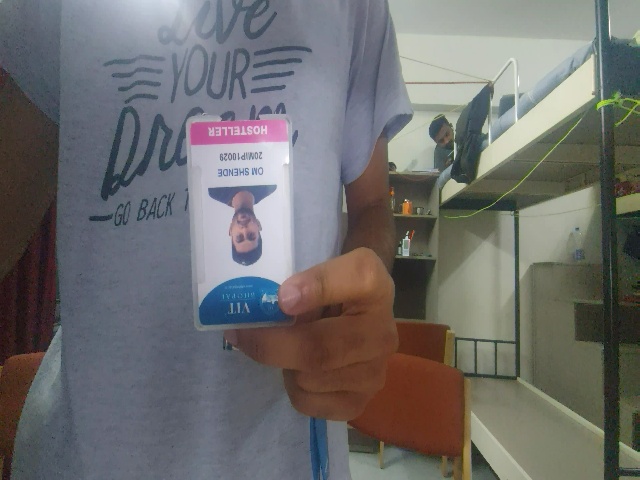 Live
YOUR
Dream
GO BACK T
HOSTELLER
20MIP10029
OM SHENDE
VIT
BHOPAL